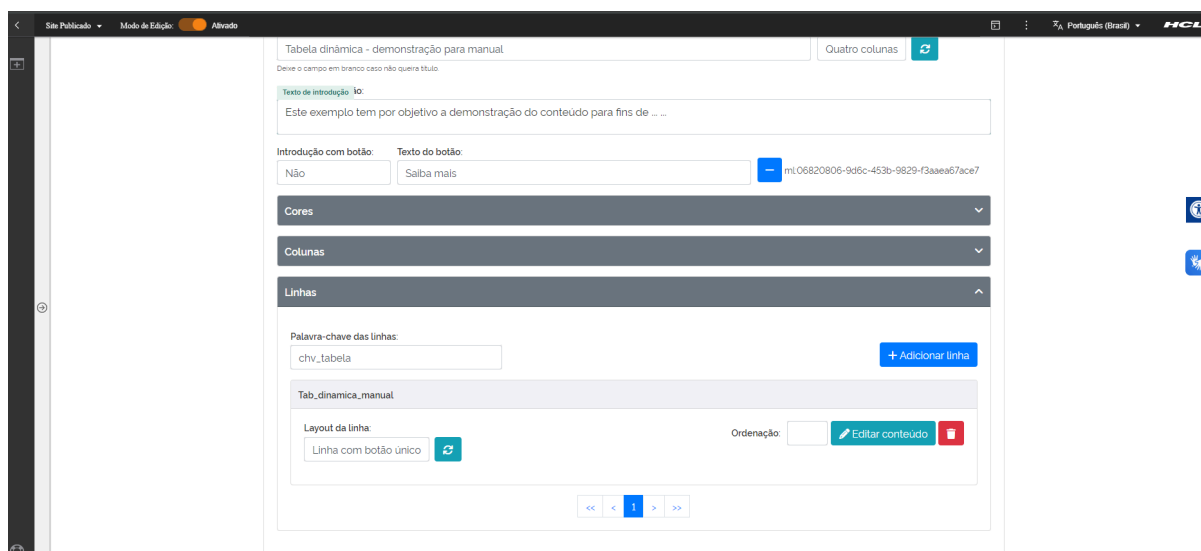 Site Publicado Modo de Edição: Ativado Português (Brasil) HCL
Tabela dinâmica - demonstração para manual Quatro colunas
Deixe o campo em branco caso não queira título.
Texto de introdução ão:
Este exemplo tem por objetivo a demonstração do conteúdo para fins de ... ...
Introdução com botão: Texto do botão:
Não Saiba mais ml:06820806-9d6c-453b-9829-f3aaea67ace7
Cores
Colunas
Linhas
Palavra-chave das linhas:
chv_tabela + Adicionar linha
Tab_dinamica_manual
Layout da linha:
Ordenação: Editar conteúdo
Linha com botão único
<< < 1 > >>